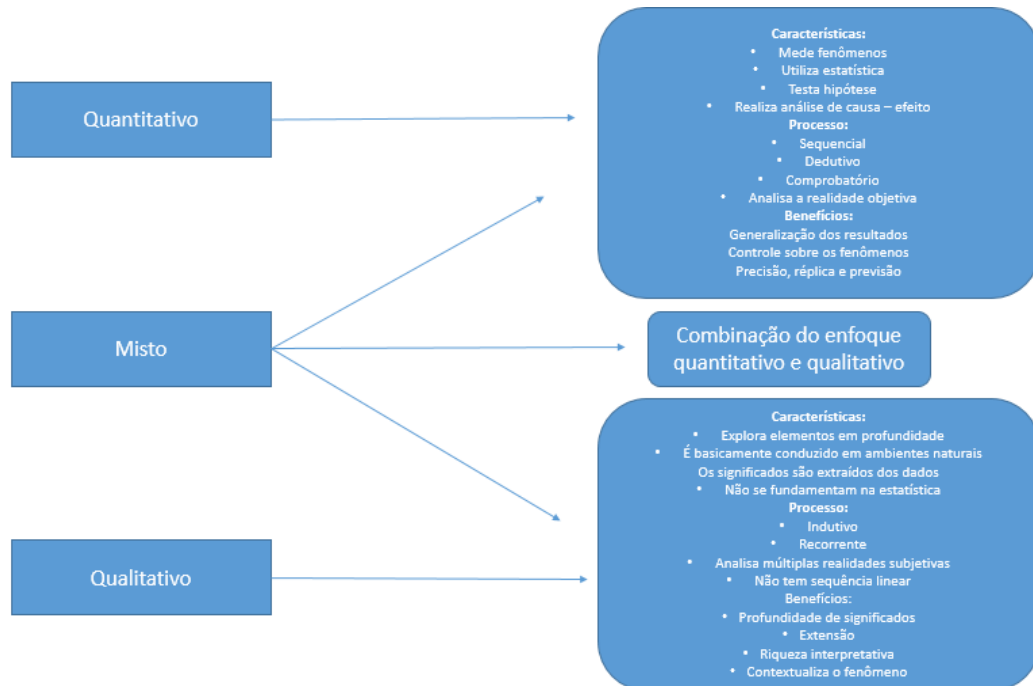 Quantitativo
Características:
• Mede fenômenos
• Utiliza estatística
• Testa hipótese
• Realiza análise de causa – efeito
Processo:
• Sequencial
• Dedutivo
• Comprobatório
• Analisa a realidade objetiva
Benefícios:
Generalização dos resultados
Controle sobre os fenômenos
Precisão, réplica e previsão
Misto
Combinação do enfoque
quantitativo e qualitativo
Qualitativo
Características:
• Explora elementos em profundidade
• É basicamente conduzido em ambientes naturais
Os significados são extraídos dos dados
• Não se fundamentam na estatística
Processo:
• Indutivo
• Recorrente
• Analisa múltiplas realidades subjetivas
• Não tem sequência linear
Benefícios:
• Profundidade de significados
• Extensão
• Riqueza interpretativa
• Contextualiza o fenômeno